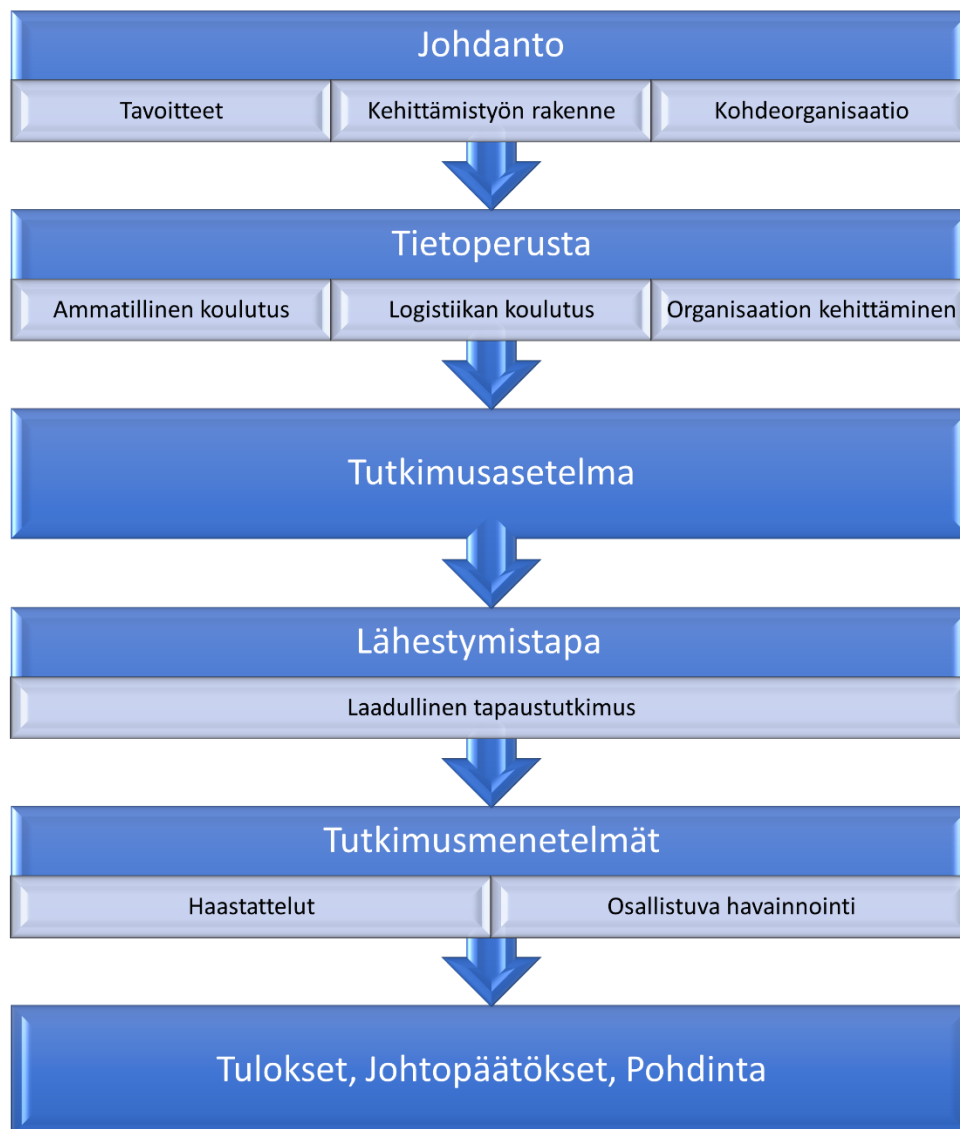 Johdanto
Tavoitteet
Kehittämistyön rakenne
Kohdeorganisaatio
Tietoperusta
Ammatillinen koulutus
Logistiikan koulutus
Organisaation kehittäminen
Tutkimusasetelma
Lähestymistapa
Laadullinen tapaustutkimus
Tutkimusmenetelmät
Haastattelut
Osallistuva havainnointi
Tulokset, Johtopäätökset, Pohdinta